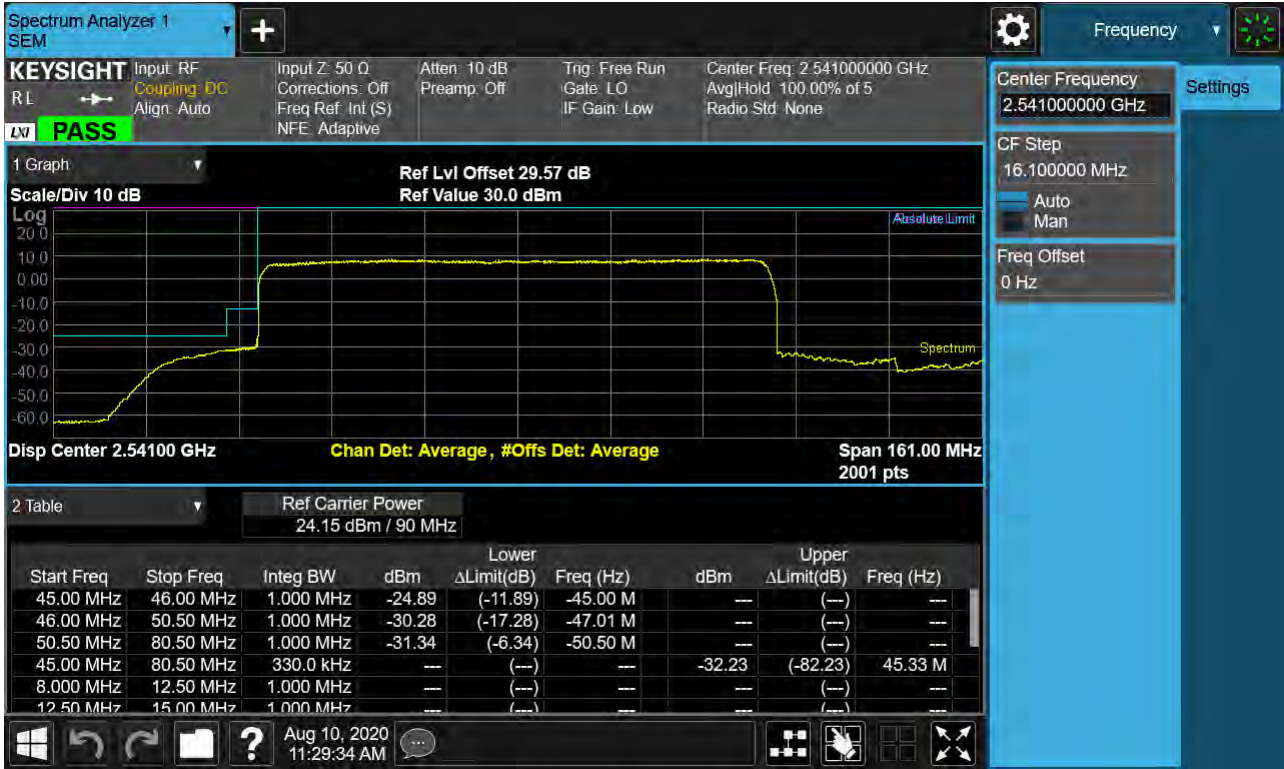 Spectrum Analyzer 1
SEM
Frequency
KEYSIGHT
Input: RF
Coupling: DC
Align: Auto
Input Z: 50 Ω
Corrections: Off
Freq Ref: Int (S)
NFE: Adaptive
Atten: 10 dB
Preamp: Off
Trig: Free Run
Gate: LO
IF Gain: Low
Center Freq: 2.541000000 GHz
Avg|Hold: 100.00% of 5
Radio Std: None
R L
LXI
PASS
Center Frequency
2.541000000 GHz
Settings
CF Step
16.100000 MHz
Auto
Man
Freq Offset
0 Hz
1 Graph
Ref Lvl Offset 29.57 dB
Scale/Div 10 dB
Ref Value 30.0 dBm
Log
Absolute Limit
20.0
10.0
0.00
-10.0
-20.0
-30.0
-40.0
-50.0
-60.0
Spectrum
Disp Center 2.54100 GHz
Chan Det: Average , #Offs Det: Average
Span 161.00 MHz
2001 pts
2 Table
Ref Carrier Power
24.15 dBm / 90 MHz
Lower Upper
Start Freq Stop Freq Integ BW dBm ΔLimit(dB) Freq (Hz) dBm ΔLimit(dB) Freq (Hz)
45.00 MHz 46.00 MHz 1.000 MHz -24.89 (-11.89) -45.00 M --- (---) ---
46.00 MHz 50.50 MHz 1.000 MHz -30.28 (-17.28) -47.01 M --- (---) ---
50.50 MHz 80.50 MHz 1.000 MHz -31.34 (-6.34) -50.50 M --- (---) ---
45.00 MHz 80.50 MHz 330.0 kHz --- (---) --- -32.23 (-82.23) 45.33 M
8.000 MHz 12.50 MHz 1.000 MHz --- (---) --- --- (---) ---
12.50 MHz 15.00 MHz 1.000 MHz --- (---) --- --- (---) ---
?
Aug 10, 2020
11:29:34 AM